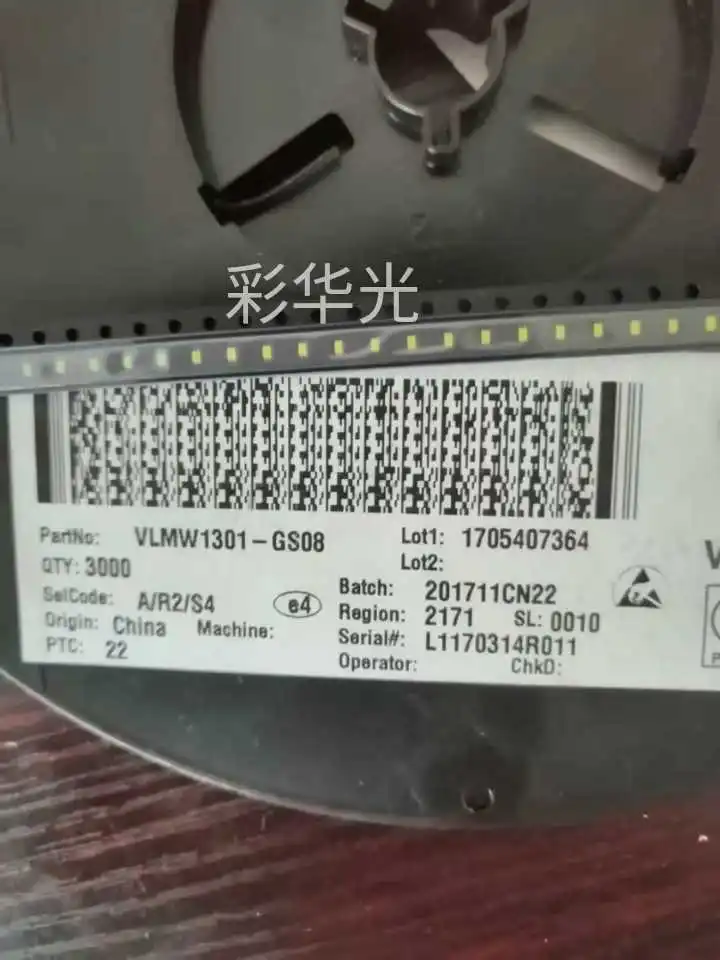 彩华光
PartNo: VLMW1301-GS08
QTY: 3000
SelCode: A/R2/S4
e4
Origin: China Machine:
PTC: 22
Lot1: 1705407364
Lot2:
Batch: 201711CN22
Region: 2171 SL: 0010
Serial#: L1170314R011
Operator: ChkD:
V
P